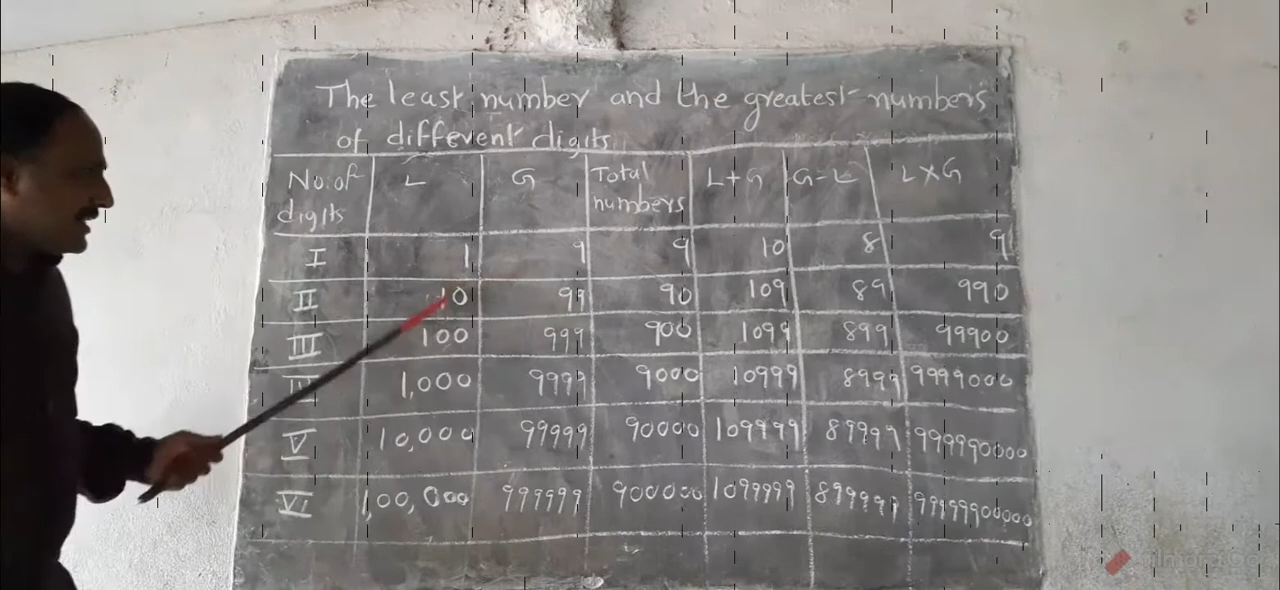 The least number and the greatest numbers
of different digits
No. of digits L G Total numbers L+G G-L L×G
I 1 9 9 10 8 9
II 10 99 90 109 89 990
III 100 999 900 1099 899 99900
1,000 9999 9000 10999 8999 9999000
V 10,000 99999 90000 109999 89999 999990000
VI 1,00,000 999999 900000 1099999 899999 99999900000